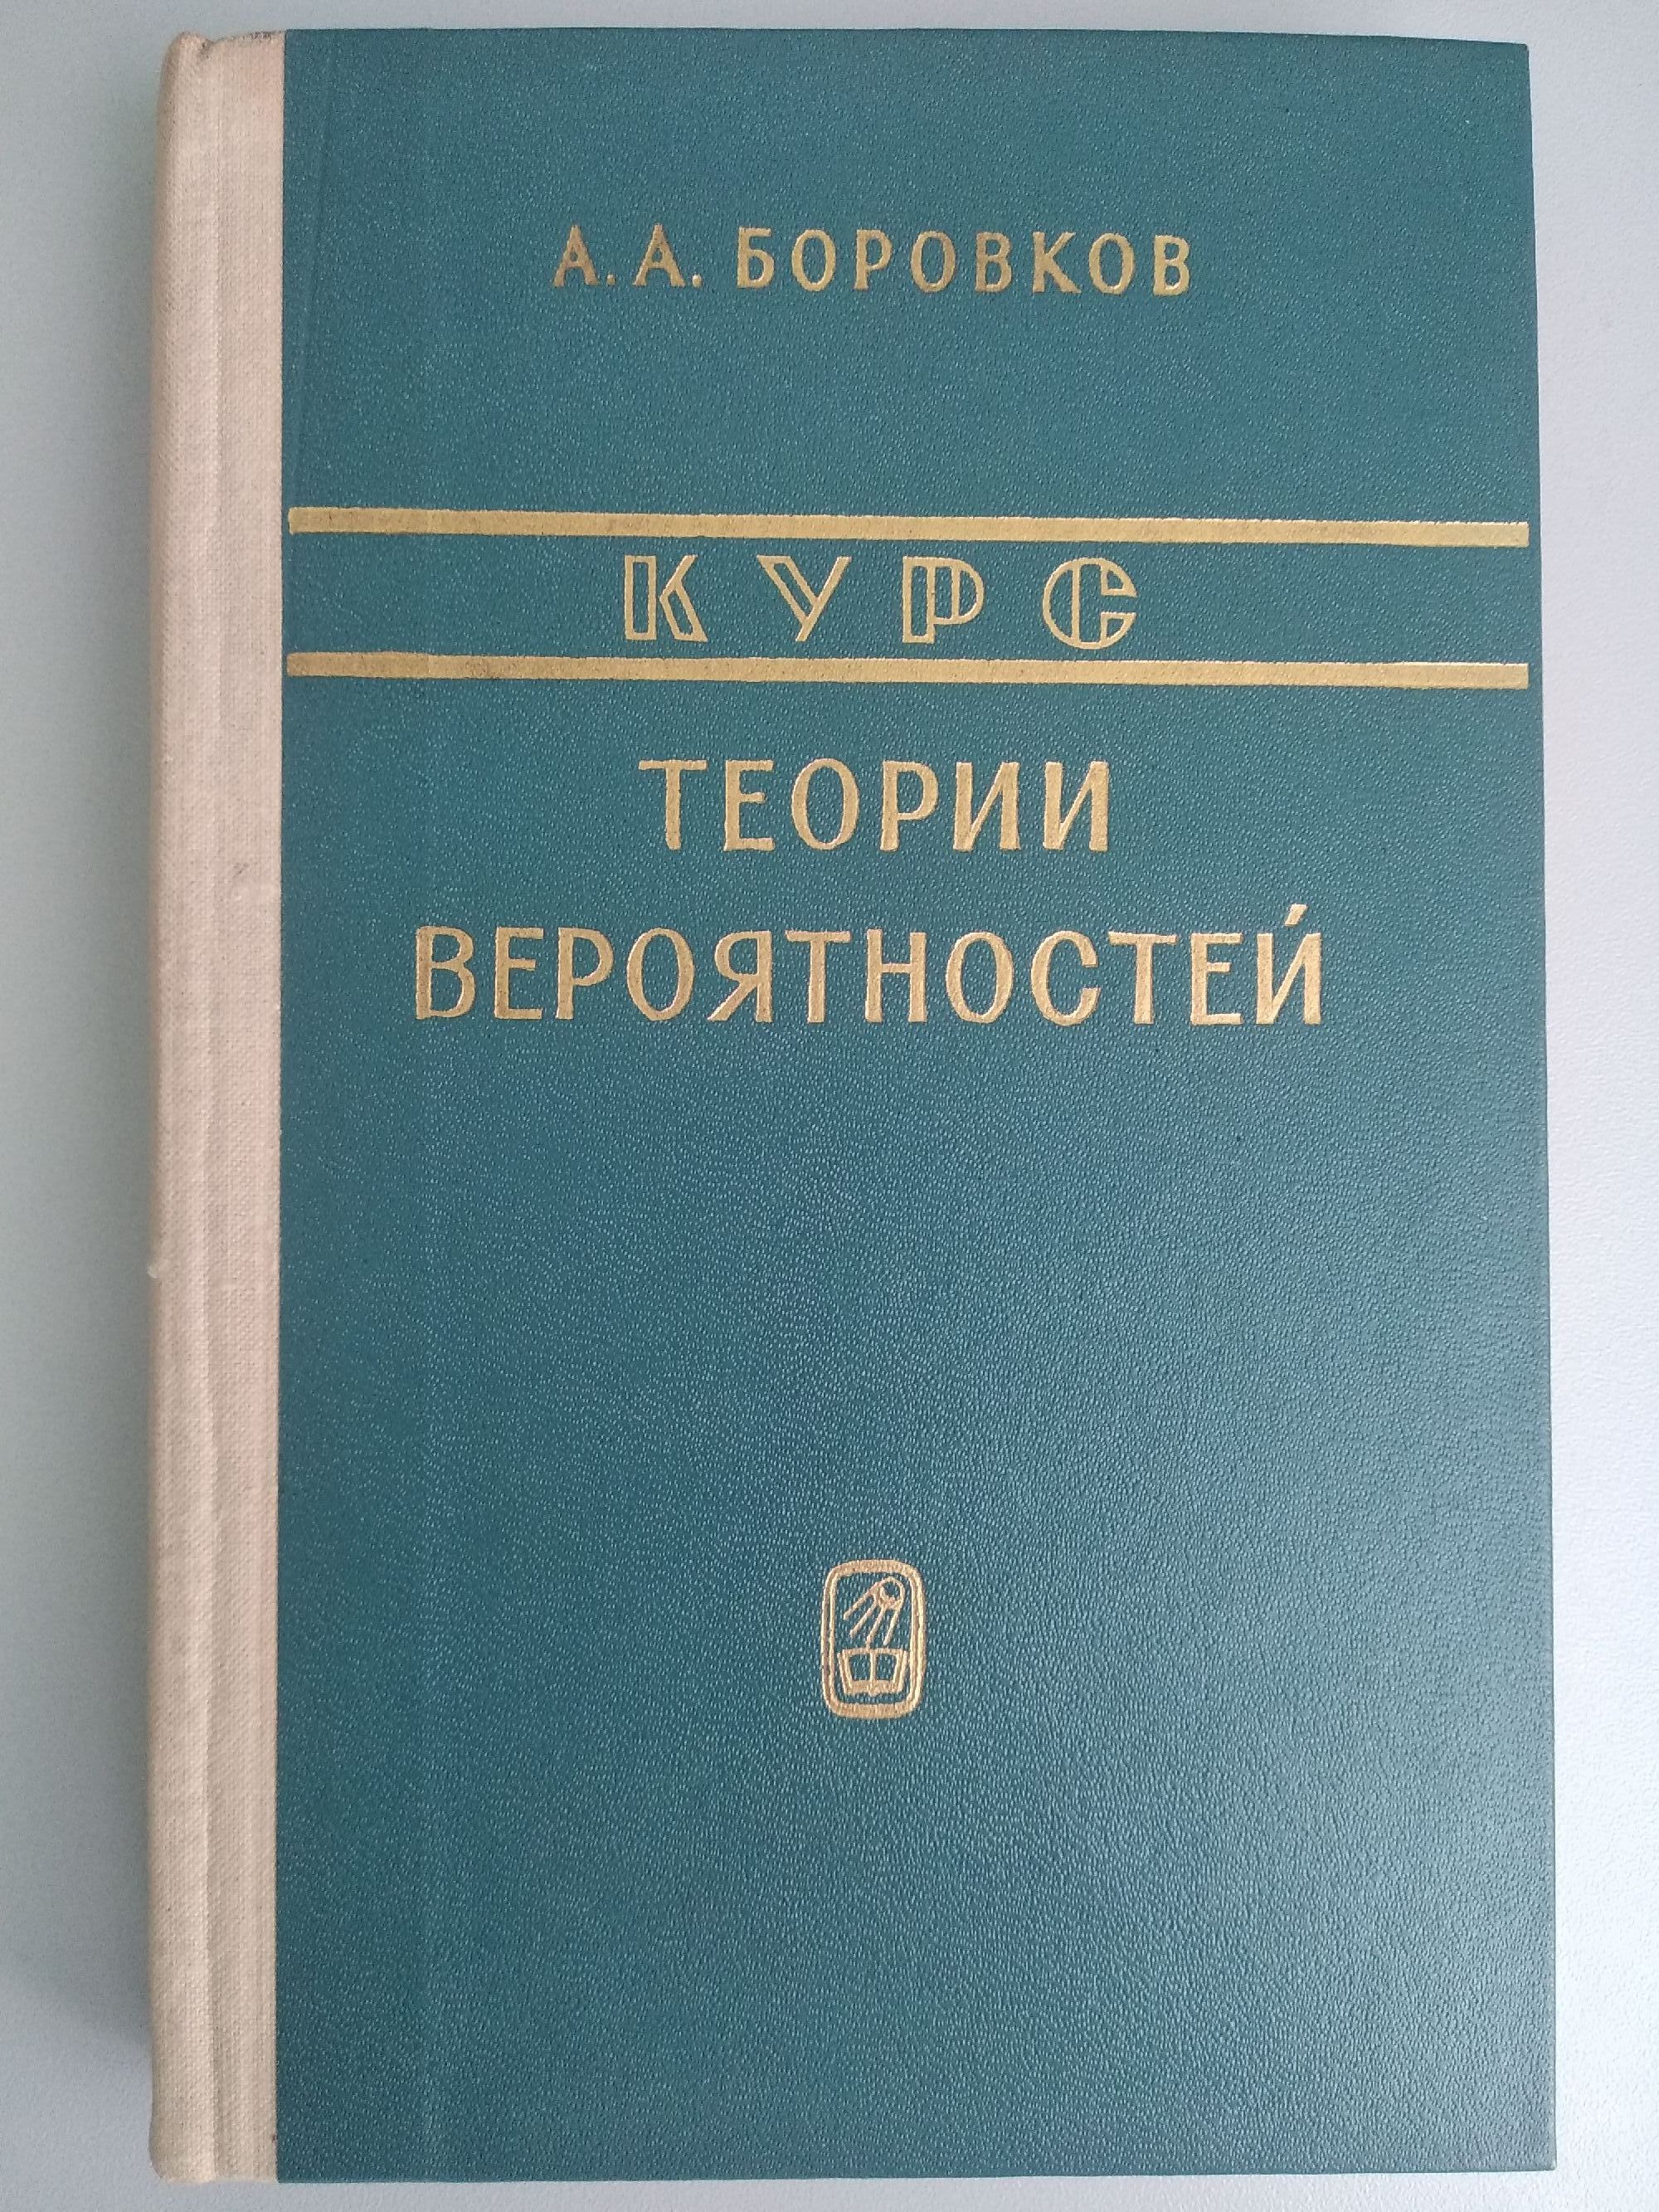 А. А. БОРОВКОВ
КУРС
ТЕОРИИ
ВЕРОЯТНОСТЕЙ